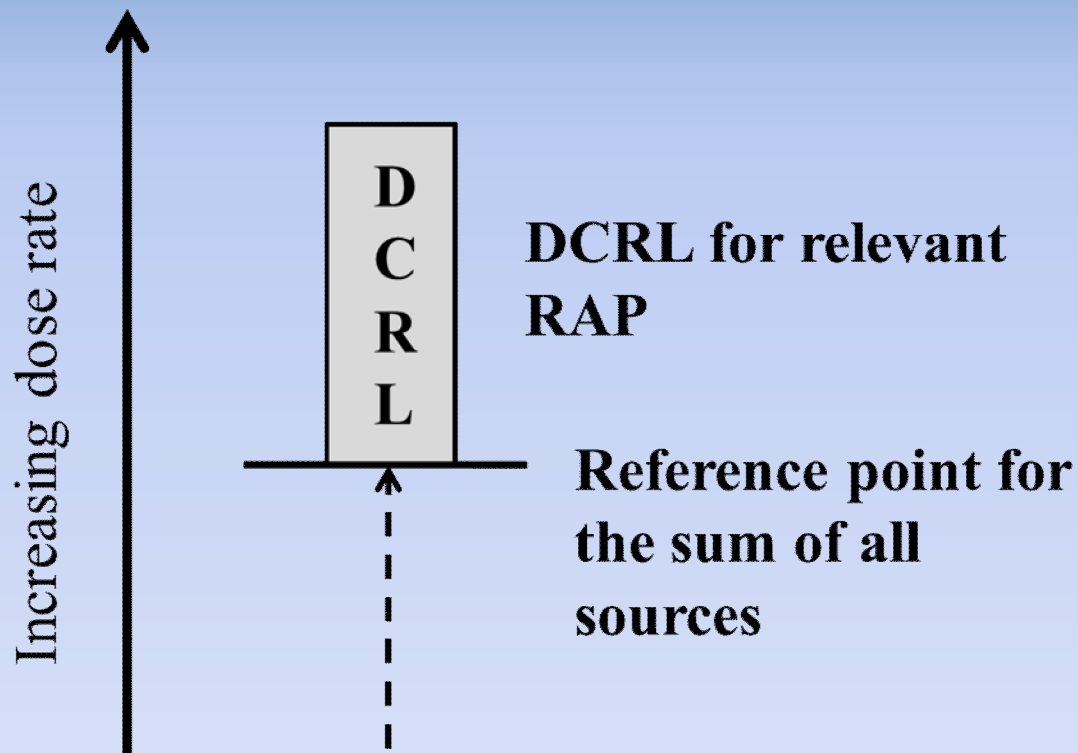 Increasing dose rate
D
C
R
L
DCRL for relevant
RAP
Reference point for
the sum of all
sources